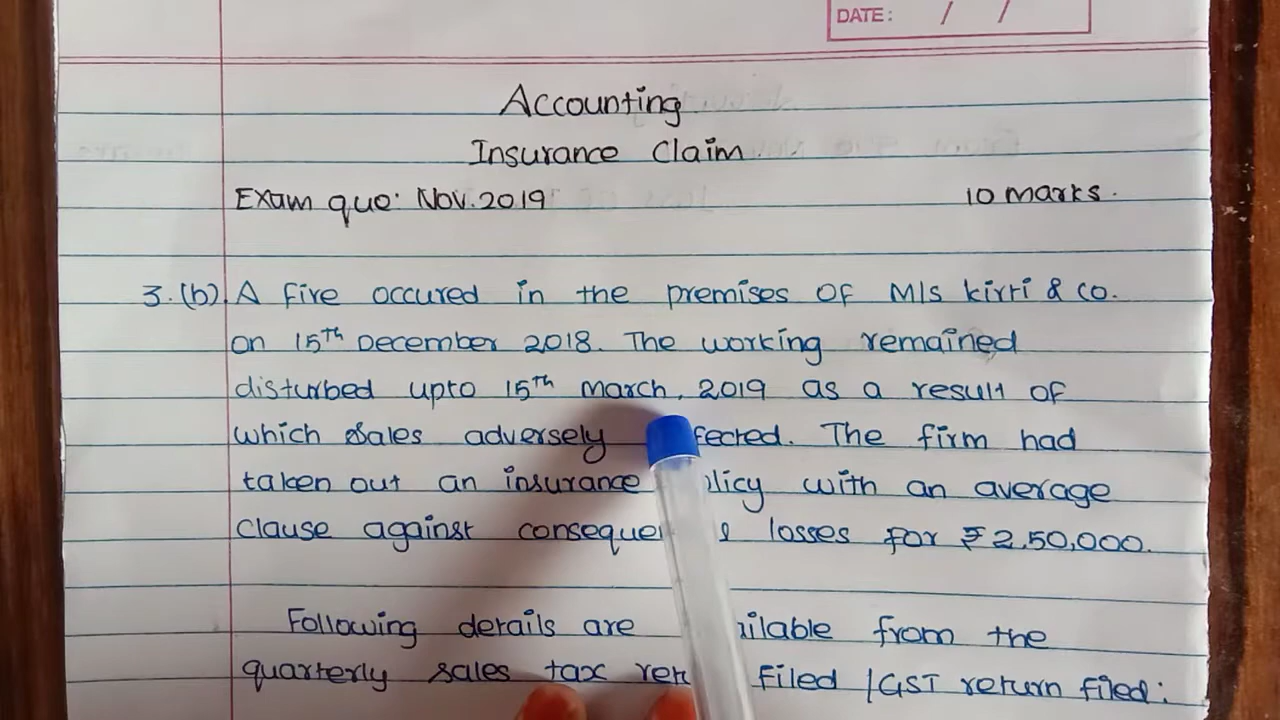 DATE: / /
Accounting
Insurance Claim
Exam que: Nov.2019 10 marks.
3.(b) A fire occured in the premises of M/s kirti & co.
on 15th December 2018. The working remained
disturbed upto 15th march, 2019 as a result of
which sales adversely fected. The firm had
taken out an insurance licy with an average
clause against conseque l losses for ₹2,50,000.
Following details are ilable from the
quarterly sales tax ret filed /GST return filed: